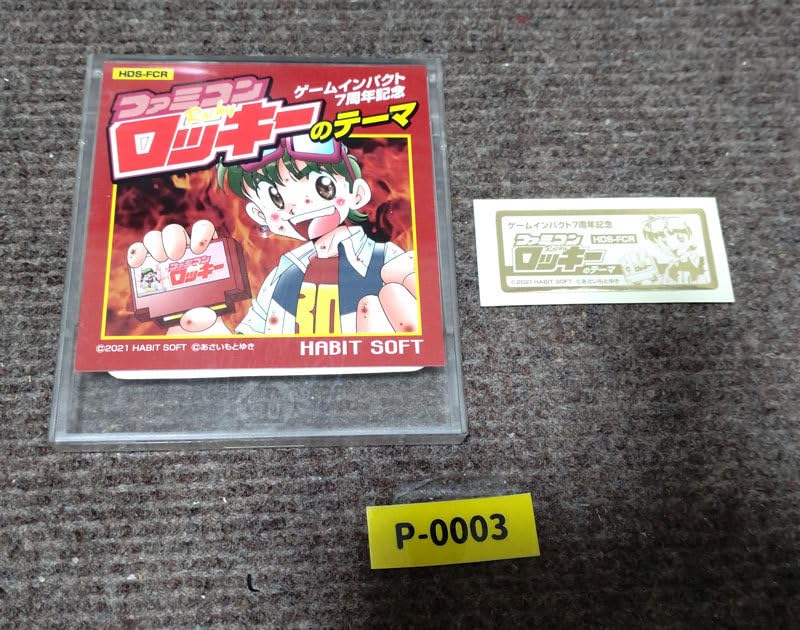 HDS-FCR
ゲームインパクト
7周年記念
ファミコン
Rocky
ロッキー
のテーマ
ファミコン
ロッキー
30
©2021 HABIT SOFT ©あさいもとゆき
HABIT SOFT
ゲームインパクト7周年記念
ファミコン
HDS-FCR
ロッキー
のテーマ
©2021 HABIT SOFT ©あさいもとゆき
P-0003